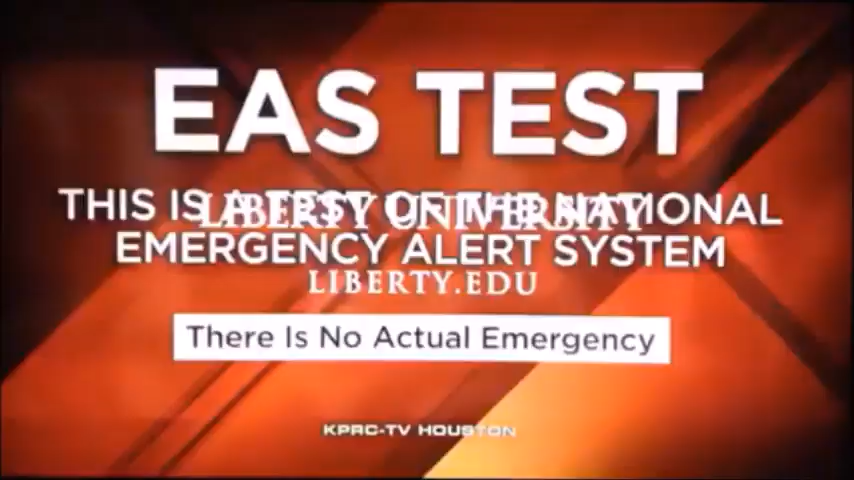 EAS TEST
THIS IS A TEST OF THE NATIONAL
LIBERTY UNIVERSITY
EMERGENCY ALERT SYSTEM
LIBERTY.EDU
There Is No Actual Emergency
KPRC-TV HOUSTON